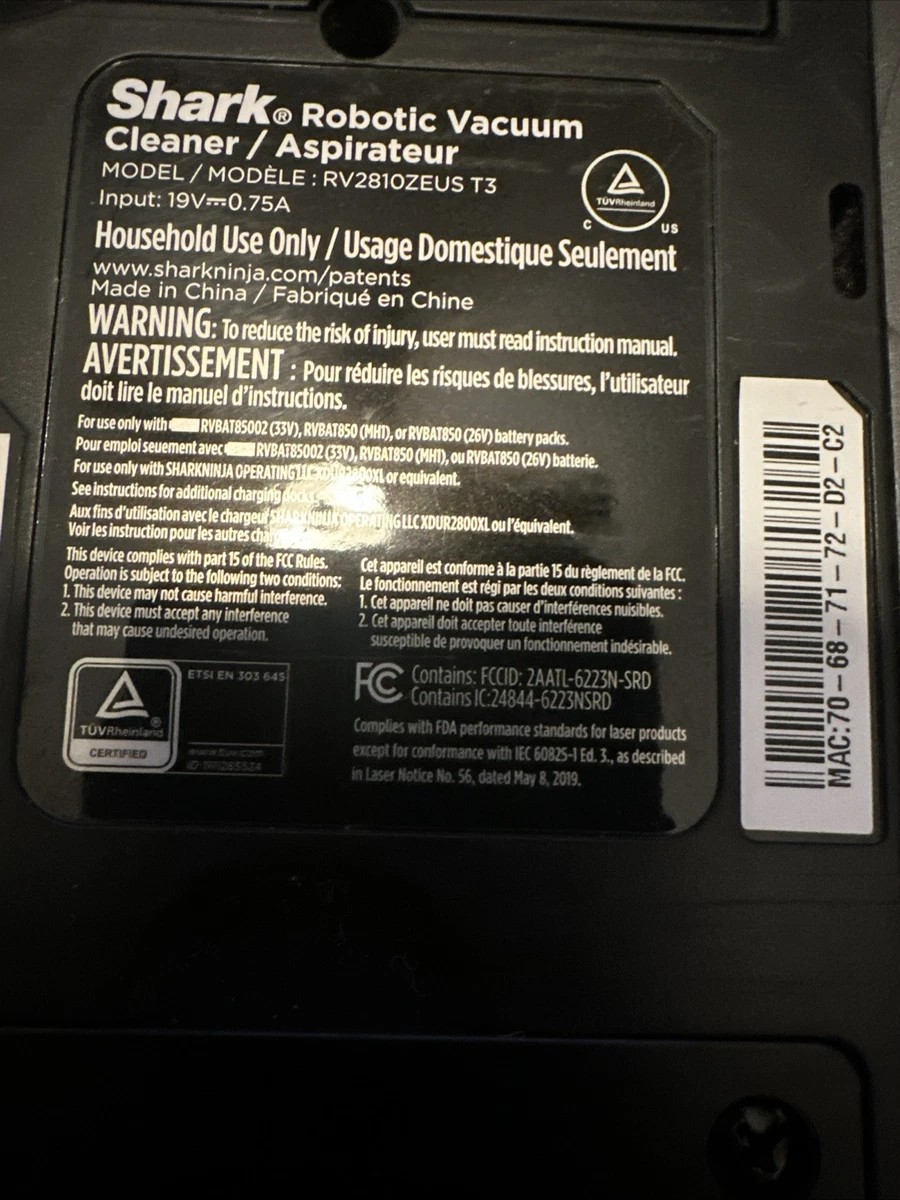 Shark® Robotic Vacuum
Cleaner / Aspirateur
MODEL / MODÈLE : RV2810ZEUS T3
Input: 19V⎓0.75A
TÜVRheinland
C US
Household Use Only / Usage Domestique Seulement
www.sharkninja.com/patents
Made in China / Fabriqué en Chine
WARNING: To reduce the risk of injury, user must read instruction manual.
AVERTISSEMENT : Pour réduire les risques de blessures, l'utilisateur
doit lire le manuel d'instructions.
For use only with RVBAT85002 (33V), RVBAT850 (MH1), or RVBAT850 (26V) battery packs.
Pour emploi seuement avec RVBAT85002 (33V), RVBAT850 (MH1), ou RVBAT850 (26V) batterie.
For use only with SHARKNINJA OPERATING LLC XDUR2800XL or equivalent.
See instructions for additional charging docks.
Aux fins d'utilisation avec le chargeur SHARKNINJA OPERATING LLC XDUR2800XL ou l'équivalent.
Voir les instruction pour les autres
This device complies with part 15 of the FCC Rules.
Operation is subject to the following two conditions:
1. This device may not cause harmful interference.
2. This device must accept any interference
that may cause undesired operation.
Cet appareil est conforme à la partie 15 du règlement de la FCC.
Le fonctionnement est régi par les deux conditions suivantes :
1. Cet appareil ne doit pas causer d'interférences nuisibles.
2. Cet appareil doit accepter toute interférence
susceptible de provoquer un fonctionnement indésirable.
TÜVRheinland®
CERTIFIED
ETSI EN 303 645
FC Contains: FCCID: 2AATL-6223N-SRD
Contains IC:24844-6223NSRD
Complies with FDA performance standards for laser products
except for conformance with IEC 60825-1 Ed. 3., as described
in Laser Notice No. 56, dated May 8, 2019.
MAC:70-68-71-72-D2-C2